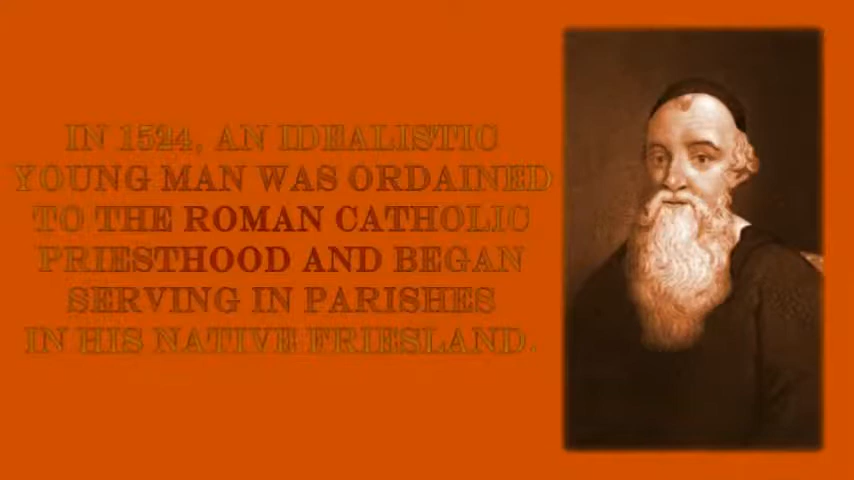 IN 1524, AN IDEALISTIC
YOUNG MAN WAS ORDAINED
TO THE ROMAN CATHOLIC
PRIESTHOOD AND BEGAN
SERVING IN PARISHES
IN HIS NATIVE FRIESLAND.